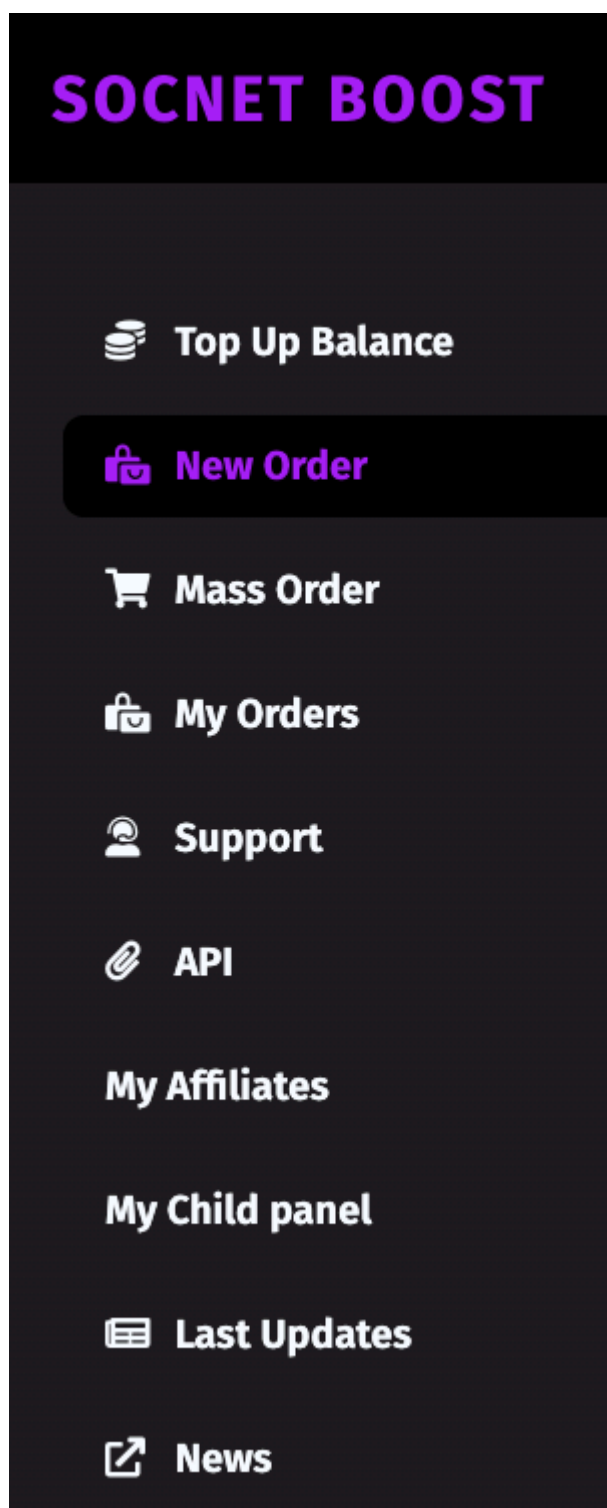 SOCNET BOOST
Top Up Balance
New Order
Mass Order
My Orders
Support
API
My Affiliates
My Child panel
Last Updates
News